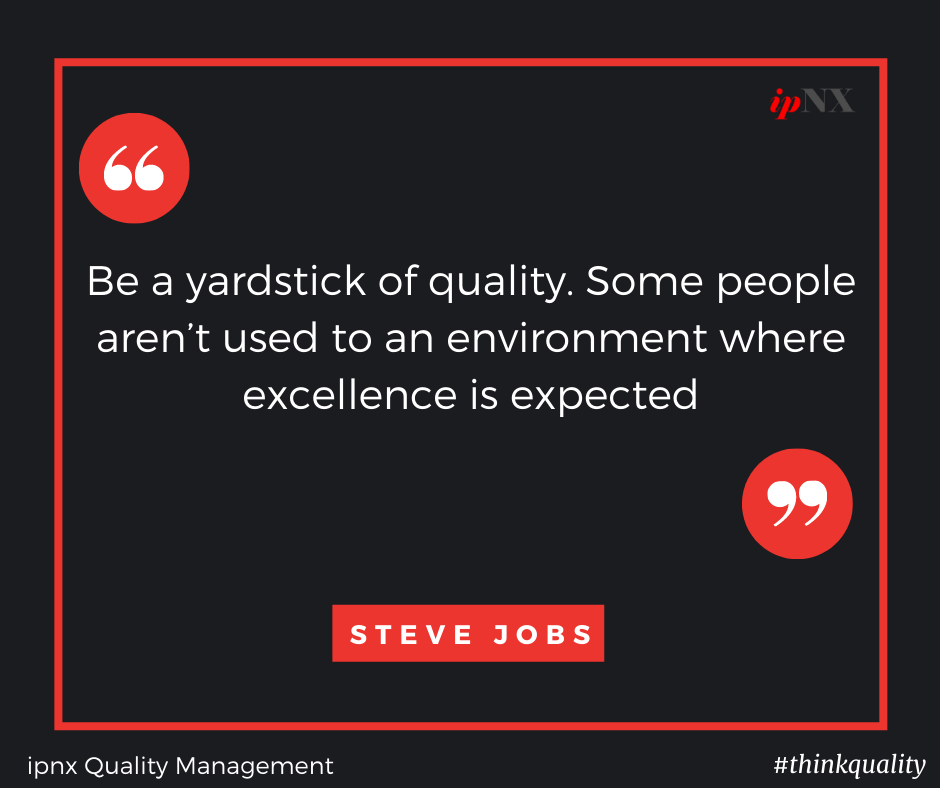 ipNX
“
Be a yardstick of quality. Some people
aren’t used to an environment where
excellence is expected
”
STEVE JOBS
ipnx Quality Management
#thinkquality